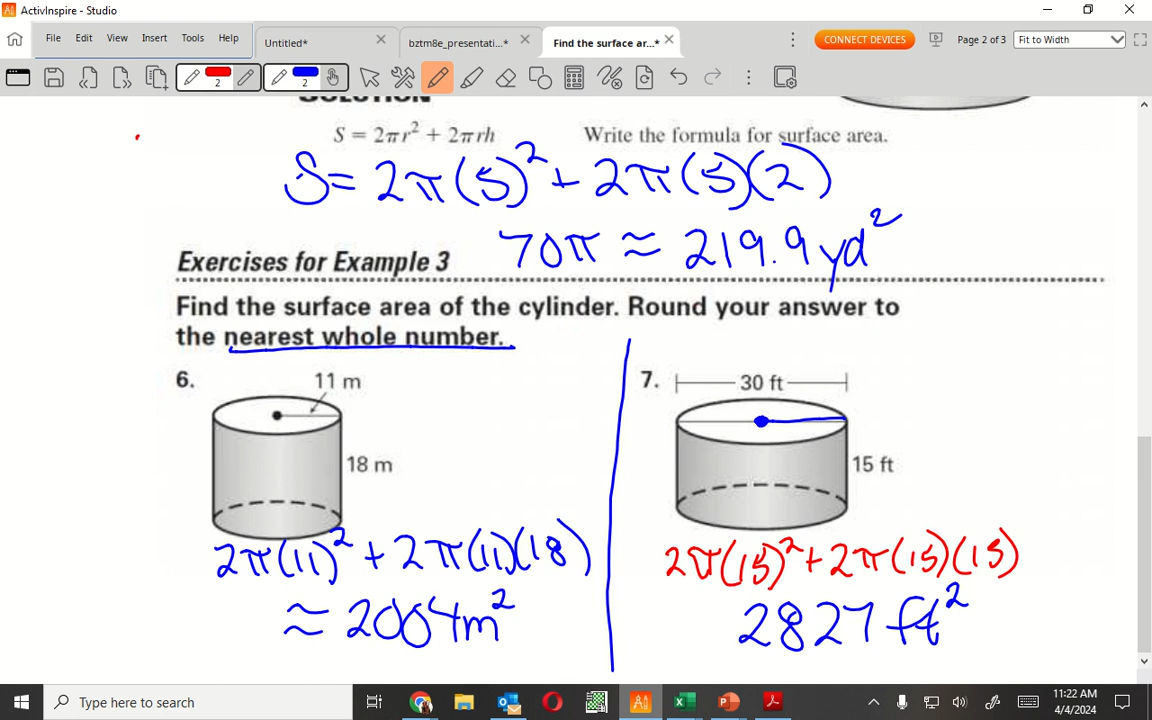 ActivInspire - Studio
File Edit View Insert Tools Help
Untitled*
bztm8e_presentati...*
Find the surface ar...*
CONNECT DEVICES
Page 2 of 3
Fit to Width
2
2
SOLUTION
S = 2πr² + 2πrh Write the formula for surface area.
S = 2π(5)² + 2π(5)(2)
70π ≈ 219.9 yd²
Exercises for Example 3
Find the surface area of the cylinder. Round your answer to
the nearest whole number.
6.
11 m
18 m
2π(11)² + 2π(11)(18)
≈ 2004m²
7.
30 ft
15 ft
2π(15)² + 2π(15)(15)
2827 ft²
Type here to search
11:22 AM
4/4/2024